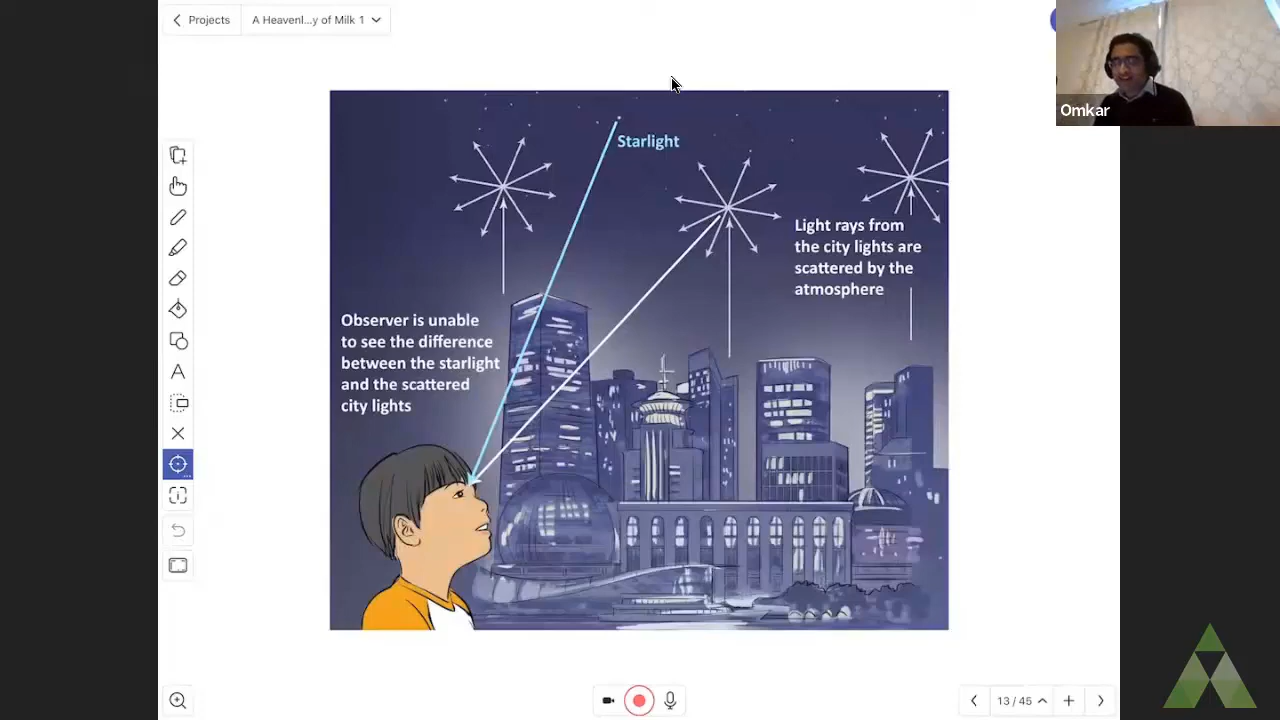 Projects
A Heavenl...y of Milk 1
Omkar
Starlight
Light rays from
the city lights are
scattered by the
atmosphere
Observer is unable
to see the difference
between the starlight
and the scattered
city lights
A
13 / 45